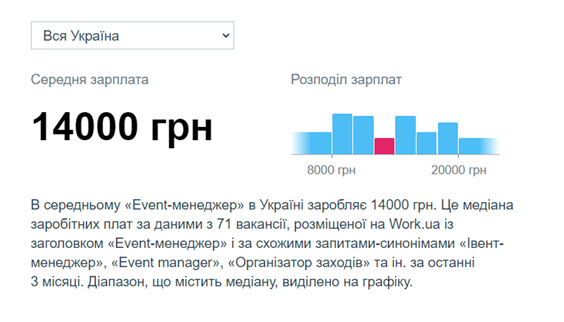 Вся Україна
Середня зарплата
Розподіл зарплат
14000 грн
8000 грн
20000 грн
В середньому «Event-менеджер» в Україні заробляє 14000 грн. Це медіана
заробітних плат за даними з 71 вакансії, розміщеної на Work.ua із
заголовком «Event-менеджер» і за схожими запитами-синонімами «Івент-
менеджер», «Event manager», «Організатор заходів» та ін. за останні
3 місяці. Діапазон, що містить медіану, виділено на графіку.